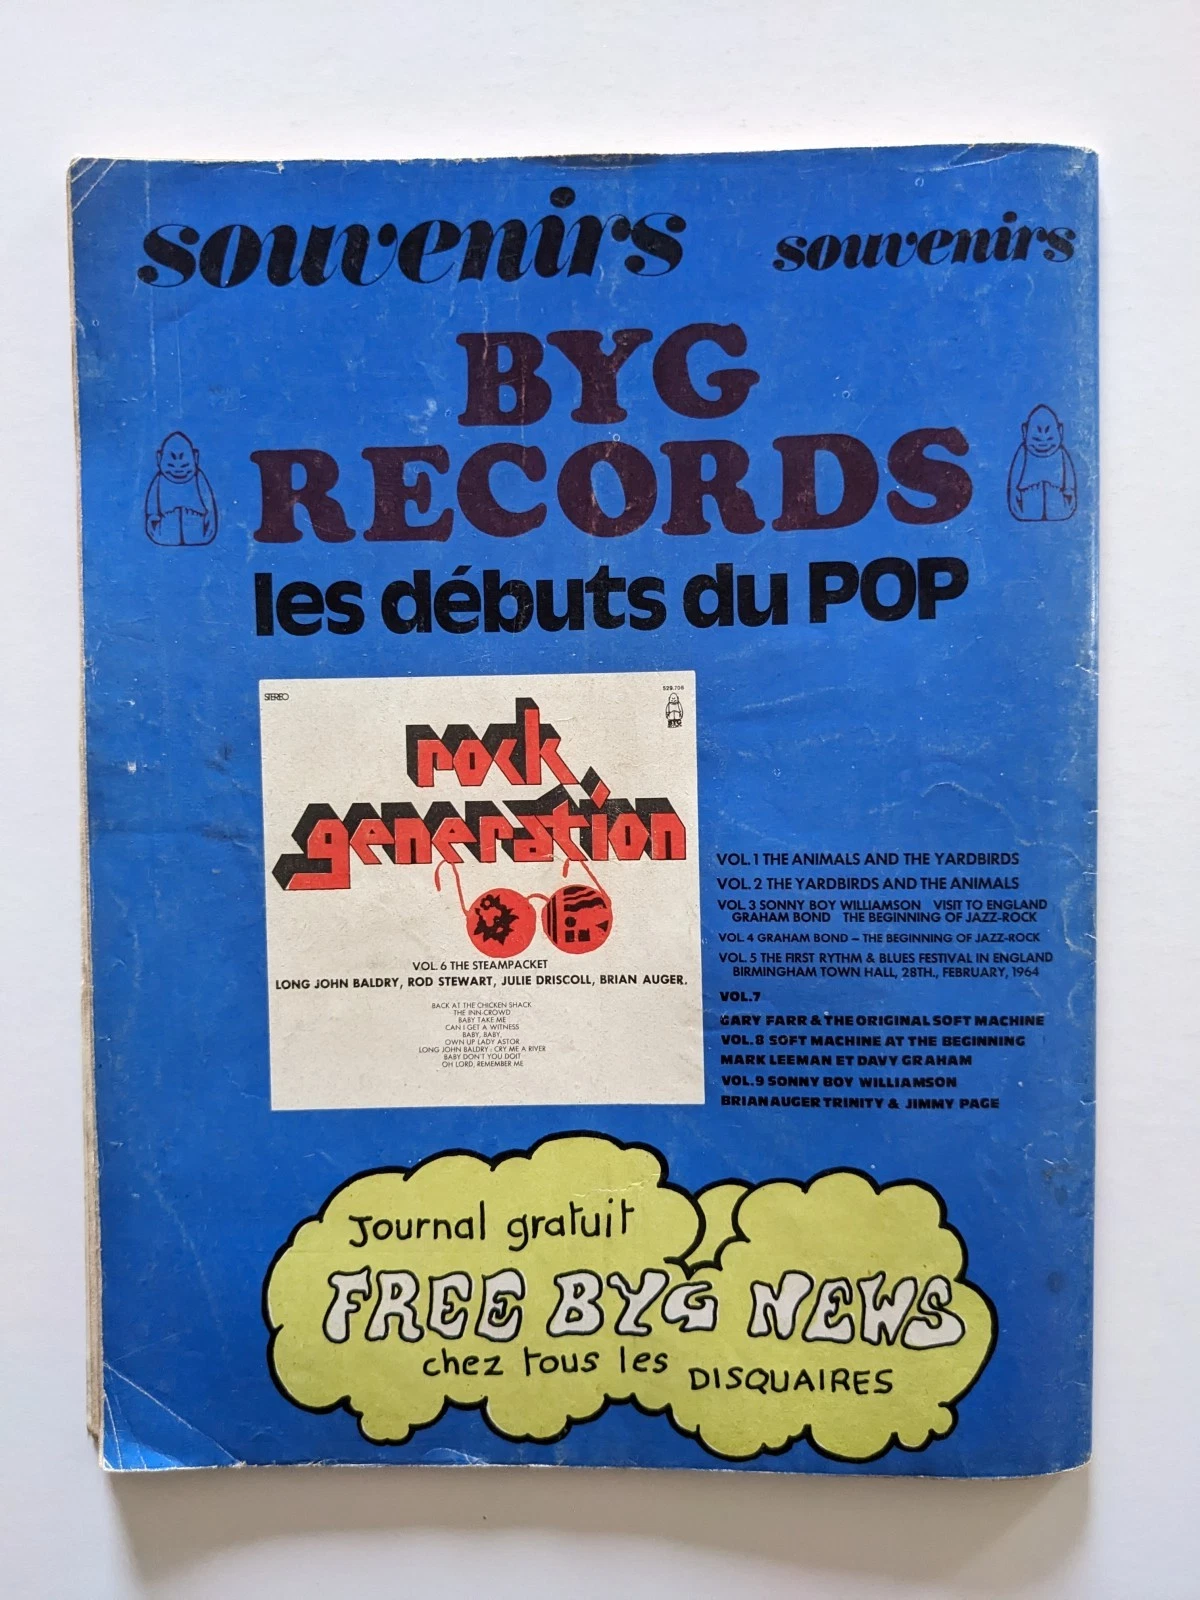 souvenirs souvenirs
BYG
RECORDS
les débuts du POP
STEREO
529.706
BYG
rock
generation
VOL.6 THE STEAMPACKET
LONG JOHN BALDRY, ROD STEWART, JULIE DRISCOLL, BRIAN AUGER.
BACK AT THE CHICKEN SHACK
THE INN-CROWD
BABY TAKE ME
CAN I GET A WITNESS
BABY, BABY,
OWN UP LADY ASTOR
LONG JOHN BALDRY - CRY ME A RIVER
BABY DON'T YOU DOIT
OH LORD, REMEMBER ME
VOL.1 THE ANIMALS AND THE YARDBIRDS
VOL.2 THE YARDBIRDS AND THE ANIMALS
VOL.3 SONNY BOY WILLIAMSON VISIT TO ENGLAND
GRAHAM BOND THE BEGINNING OF JAZZ-ROCK
VOL.4 GRAHAM BOND – THE BEGINNING OF JAZZ-ROCK
VOL.5 THE FIRST RYTHM & BLUES FESTIVAL IN ENGLAND
BIRMINGHAM TOWN HALL, 28TH., FEBRUARY, 1964
VOL.7
GARY FARR & THE ORIGINAL SOFT MACHINE
VOL.8 SOFT MACHINE AT THE BEGINNING
MARK LEEMAN ET DAVY GRAHAM
VOL.9 SONNY BOY WILLIAMSON
BRIAN AUGER TRINITY & JIMMY PAGE
Journal gratuit
FREE BYG NEWS
chez tous les DISQUAIRES